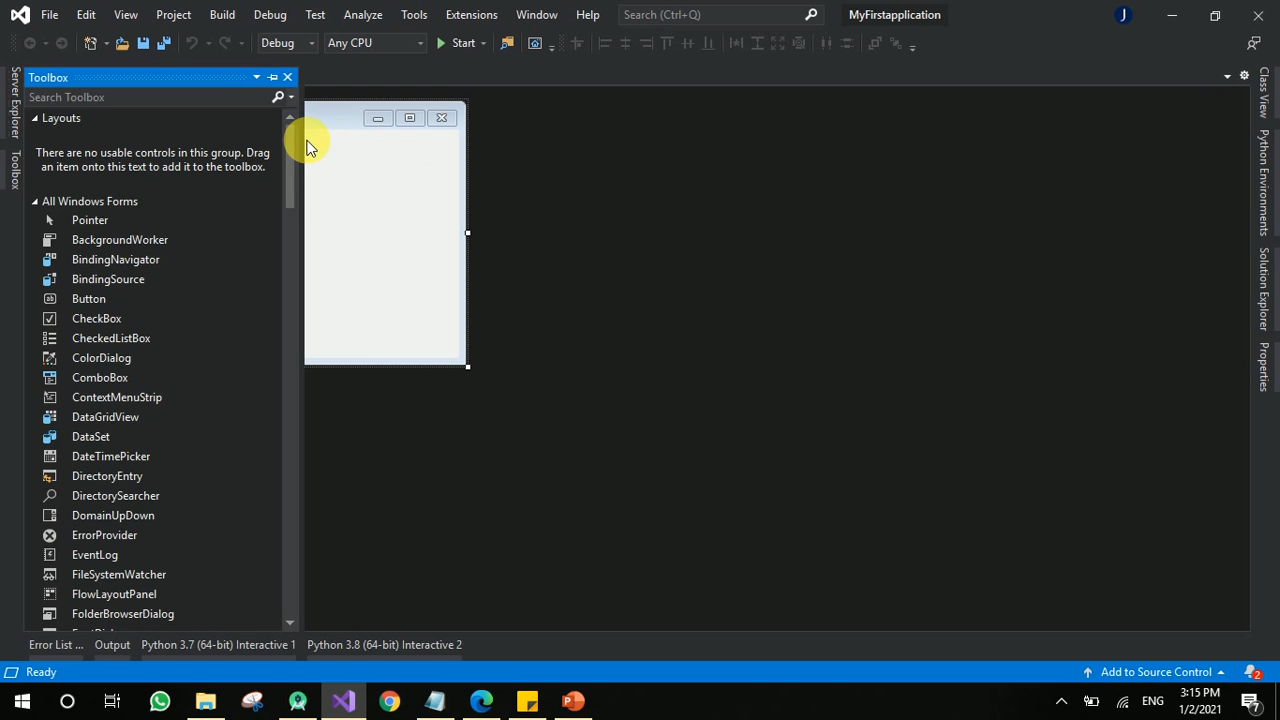 File Edit View Project Build Debug Test Analyze Tools Extensions Window Help Search (Ctrl+Q) MyFirstapplication J
Debug Any CPU Start
Toolbox
Search Toolbox
Layouts
There are no usable controls in this group. Drag
an item onto this text to add it to the toolbox.
All Windows Forms
Pointer
BackgroundWorker
BindingNavigator
BindingSource
Button
CheckBox
CheckedListBox
ColorDialog
ComboBox
ContextMenuStrip
DataGridView
DataSet
DateTimePicker
DirectoryEntry
DirectorySearcher
DomainUpDown
ErrorProvider
EventLog
FileSystemWatcher
FlowLayoutPanel
FolderBrowserDialog
Server Explorer
Toolbox
Class View
Python Environments
Solution Explorer
Properties
Error List ... Output Python 3.7 (64-bit) Interactive 1 Python 3.8 (64-bit) Interactive 2
Ready Add to Source Control 2
ENG 3:15 PM
1/2/2021 7